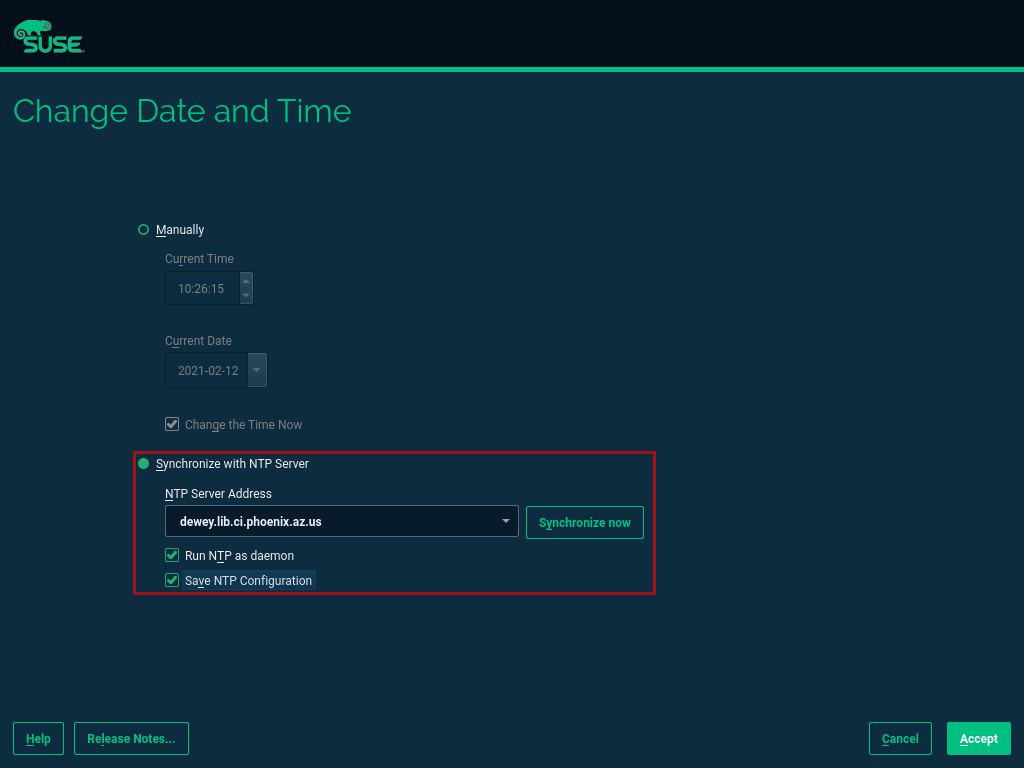 SUSE
Change Date and Time
Manually
Current Time
10:26:15
Current Date
2021-02-12
Change the Time Now
Synchronize with NTP Server
NTP Server Address
dewey.lib.ci.phoenix.az.us
Synchronize now
Run NTP as daemon
Save NTP Configuration
Help
Release Notes...
Cancel
Accept